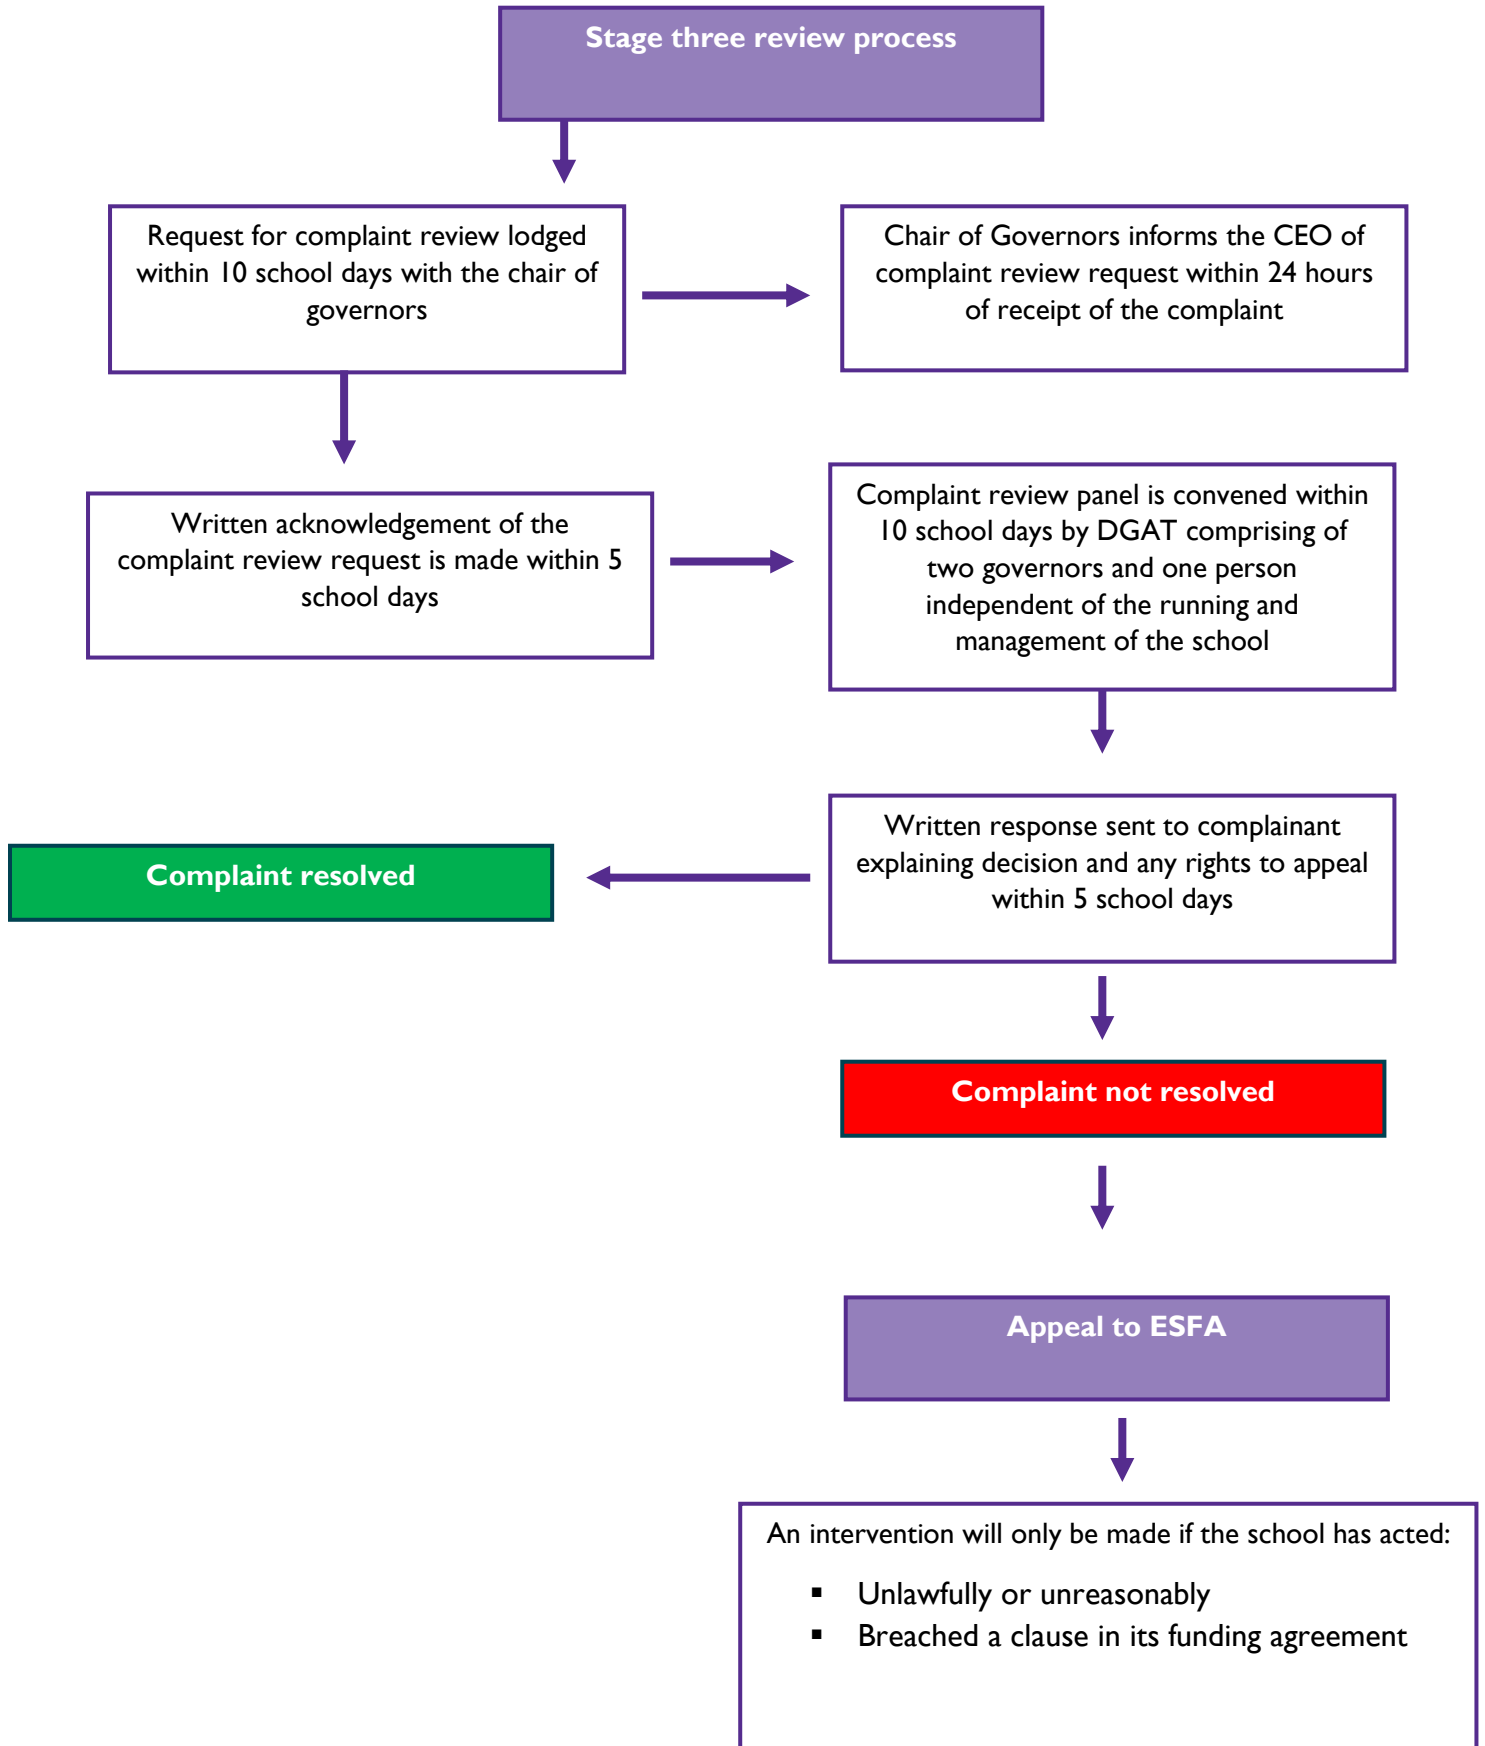 Stage three review process
Request for complaint review lodged
within 10 school days with the chair of
governors
Chair of Governors informs the CEO of
complaint review request within 24 hours
of receipt of the complaint
Written acknowledgement of the
complaint review request is made within 5
school days
Complaint review panel is convened within
10 school days by DGAT comprising of
two governors and one person
independent of the running and
management of the school
Written response sent to complainant
explaining decision and any rights to appeal
within 5 school days
Complaint resolved
Complaint not resolved
Appeal to ESFA
An intervention will only be made if the school has acted:
▪ Unlawfully or unreasonably
▪ Breached a clause in its funding agreement